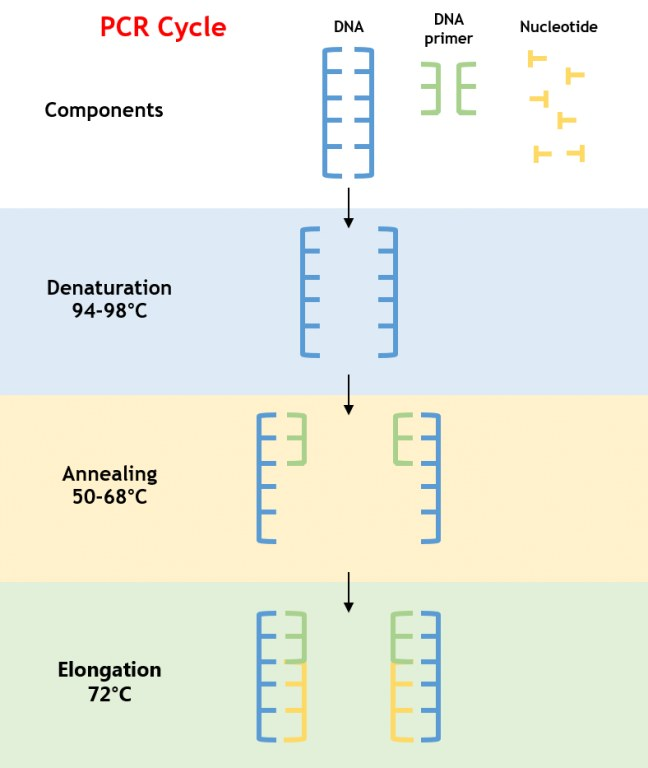 PCR Cycle
DNA
DNA
primer
Nucleotide
Components
Denaturation
94-98°C
Annealing
50-68°C
Elongation
72°C